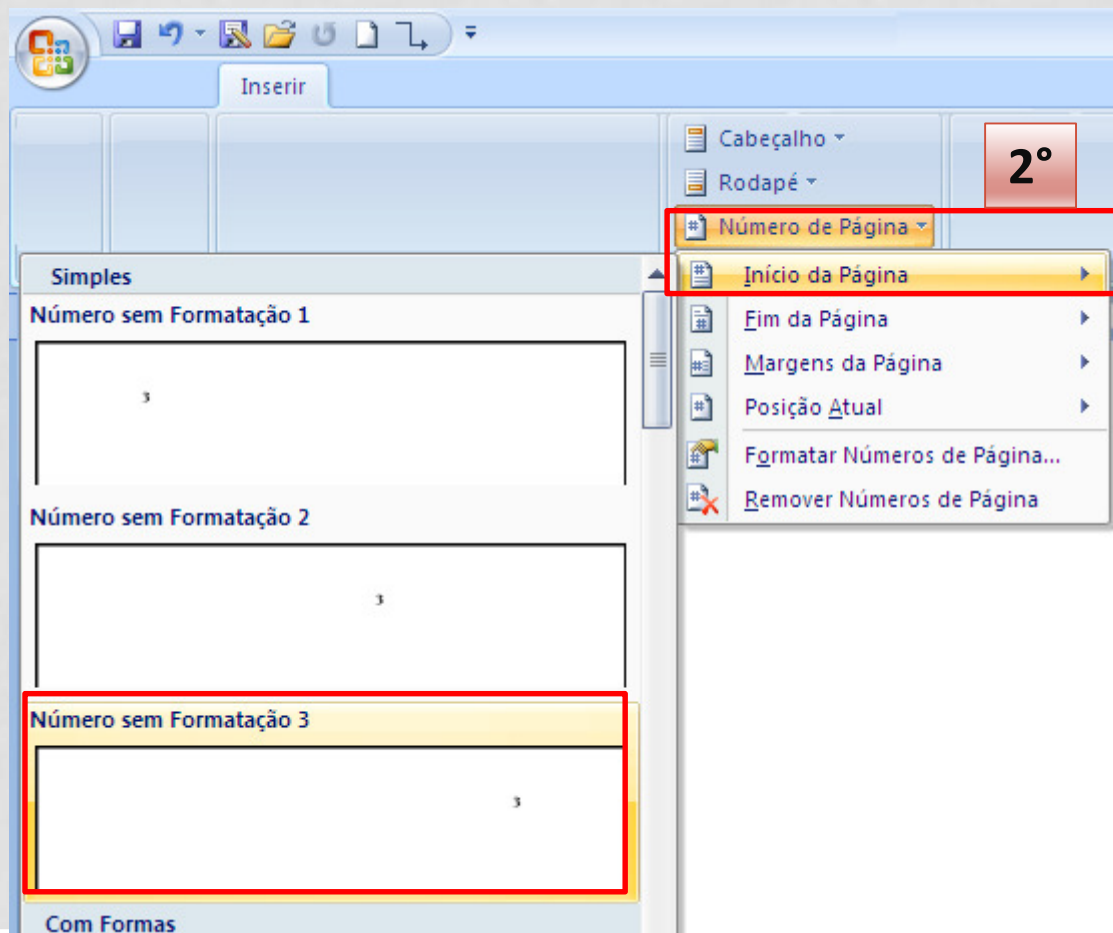 Inserir
Cabeçalho
Rodapé
2°
Número de Página
Início da Página
Fim da Página
Margens da Página
Posição Atual
Formatar Números de Página...
Remover Números de Página
Simples
Número sem Formatação 1
3
Número sem Formatação 2
3
Número sem Formatação 3
3
Com Formas